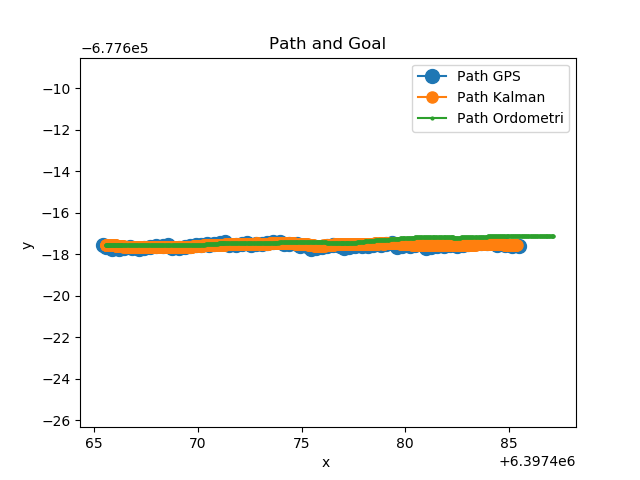 Path and Goal
−6.776e5
Path GPS
Path Kalman
Path Ordometri
−10
−12
−14
−16
−18
−20
−22
−24
−26
y
65 70 75 80 85
x
+6.3974e6